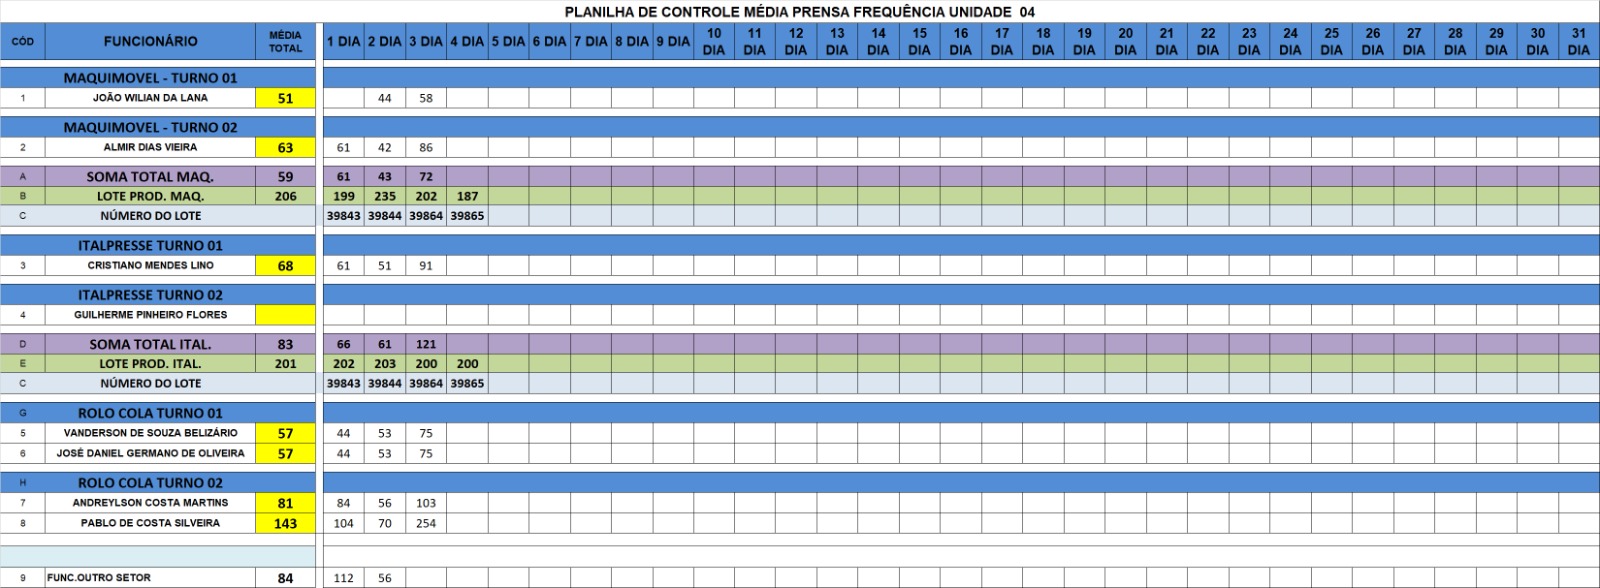 PLANILHA DE CONTROLE MÉDIA PRENSA FREQUÊNCIA UNIDADE 04
CÓD FUNCIONÁRIO MÉDIA TOTAL 1 DIA 2 DIA 3 DIA 4 DIA 5 DIA 6 DIA 7 DIA 8 DIA 9 DIA 10 DIA 11 DIA 12 DIA 13 DIA 14 DIA 15 DIA 16 DIA 17 DIA 18 DIA 19 DIA 20 DIA 21 DIA 22 DIA 23 DIA 24 DIA 25 DIA 26 DIA 27 DIA 28 DIA 29 DIA 30 DIA 31 DIA
MAQUIMOVEL - TURNO 01
1 JOÃO WILIAN DA LANA 51 44 58
MAQUIMOVEL - TURNO 02
2 ALMIR DIAS VIEIRA 63 61 42 86
A SOMA TOTAL MAQ. 59 61 43 72
B LOTE PROD. MAQ. 206 199 235 202 187
C NÚMERO DO LOTE 39843 39844 39864 39865
ITALPRESSE TURNO 01
3 CRISTIANO MENDES LINO 68 61 51 91
ITALPRESSE TURNO 02
4 GUILHERME PINHEIRO FLORES
D SOMA TOTAL ITAL. 83 66 61 121
E LOTE PROD. ITAL. 201 202 203 200 200
C NÚMERO DO LOTE 39843 39844 39864 39865
G ROLO COLA TURNO 01
5 VANDERSON DE SOUZA BELIZÁRIO 57 44 53 75
6 JOSÉ DANIEL GERMANO DE OLIVEIRA 57 44 53 75
H ROLO COLA TURNO 02
7 ANDREYLSON COSTA MARTINS 81 84 56 103
8 PABLO DE COSTA SILVEIRA 143 104 70 254
9 FUNC.OUTRO SETOR 84 112 56